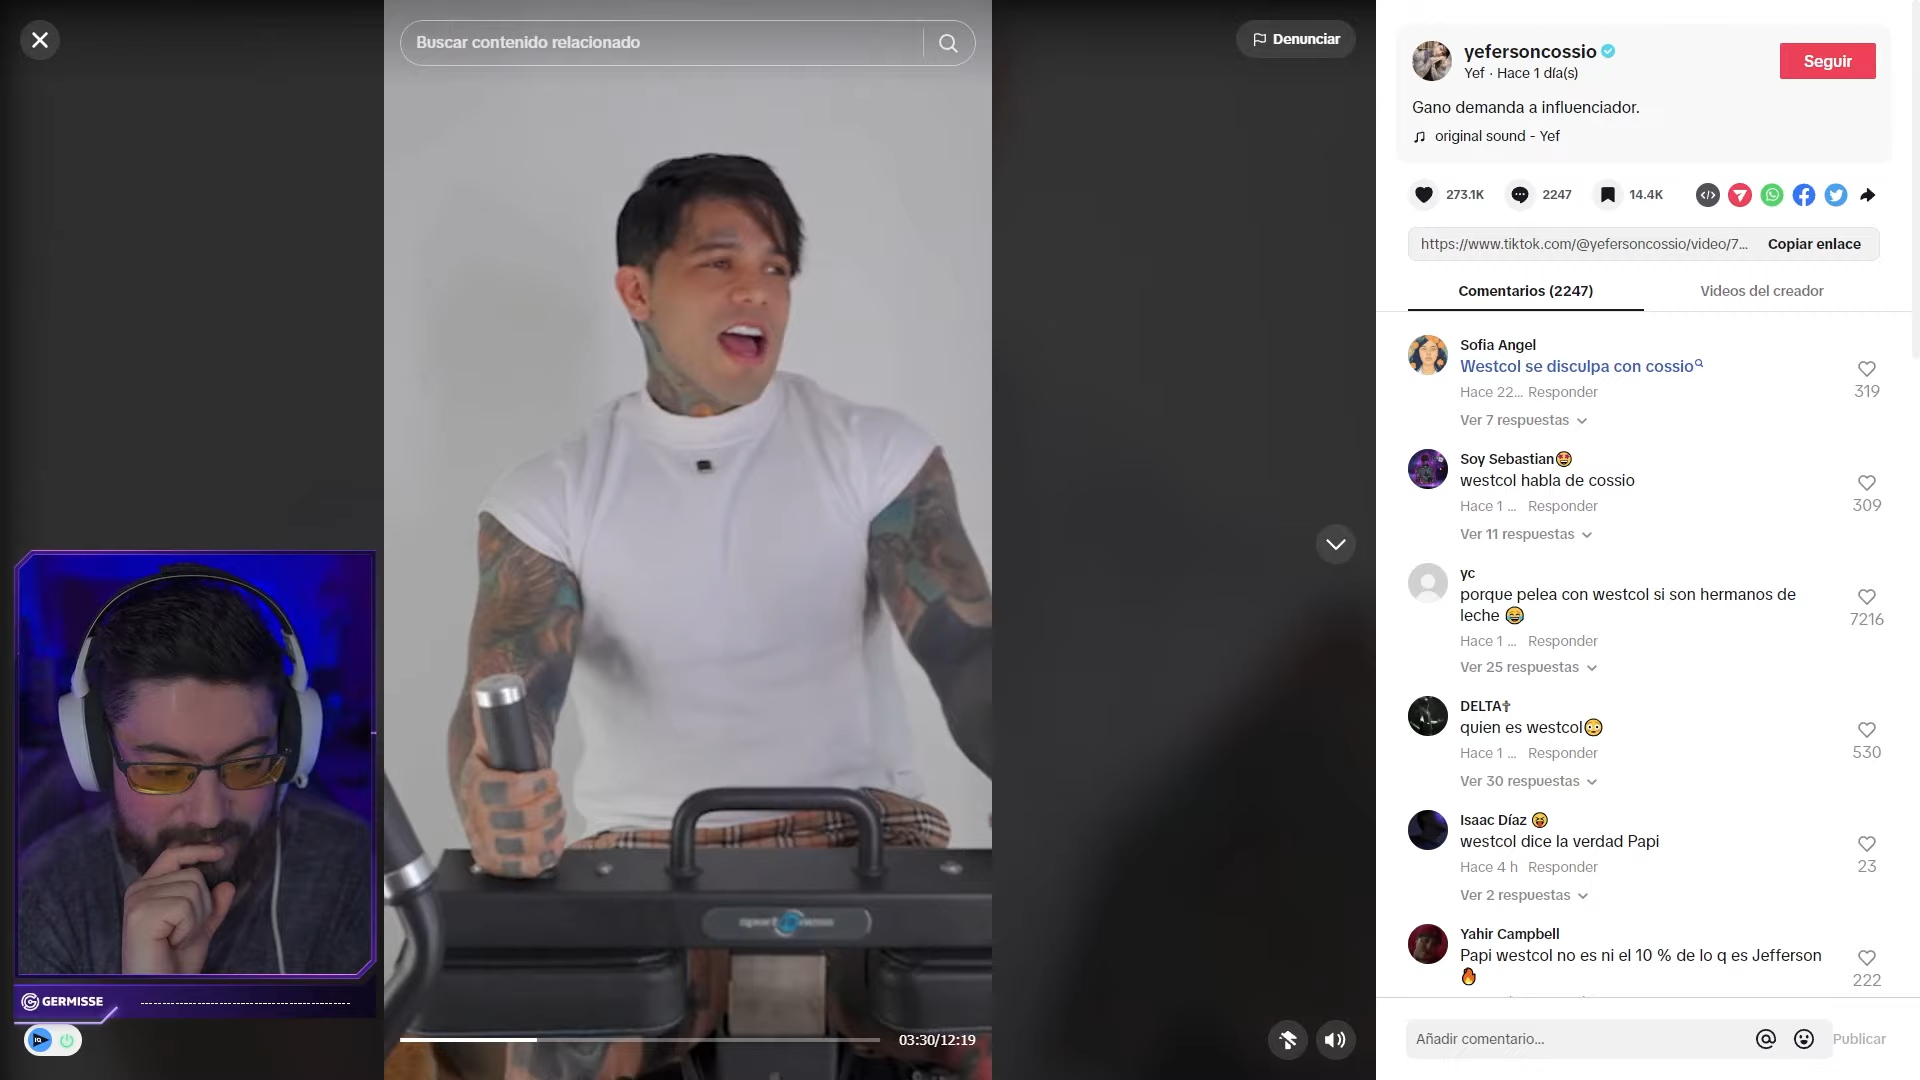 Buscar contenido relacionado
Denunciar
yefersoncossio
Yef · Hace 1 día(s)
Seguir
Gano demanda a influenciador.
original sound - Yef
273.1K
2247
14.4K
https://www.tiktok.com/@yefersoncossio/video/7...
Copiar enlace
Comentarios (2247)
Videos del creador
Sofia Angel
Westcol se disculpa con cossio
Hace 22... Responder
319
Ver 7 respuestas
Soy Sebastian🤩
westcol habla de cossio
Hace 1 ... Responder
309
Ver 11 respuestas
yc
porque pelea con westcol si son hermanos de
leche 😂
Hace 1 ... Responder
7216
Ver 25 respuestas
DELTA✞
quien es westcol😳
Hace 1 ... Responder
530
Ver 30 respuestas
Isaac Díaz 😝
westcol dice la verdad Papi
Hace 4 h Responder
23
Ver 2 respuestas
Yahir Campbell
Papi westcol no es ni el 10 % de lo q es Jefferson
🔥
222
GERMISSE
03:30/12:19
Añadir comentario...
Publicar